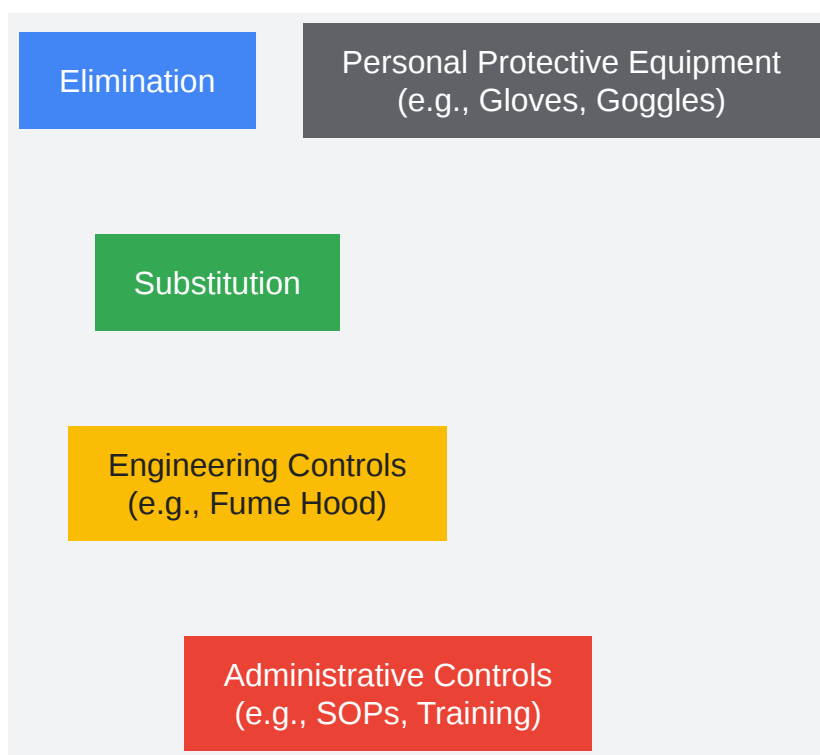 Elimination
Personal Protective Equipment
(e.g., Gloves, Goggles)
Substitution
Engineering Controls
(e.g., Fume Hood)
Administrative Controls
(e.g., SOPs, Training)